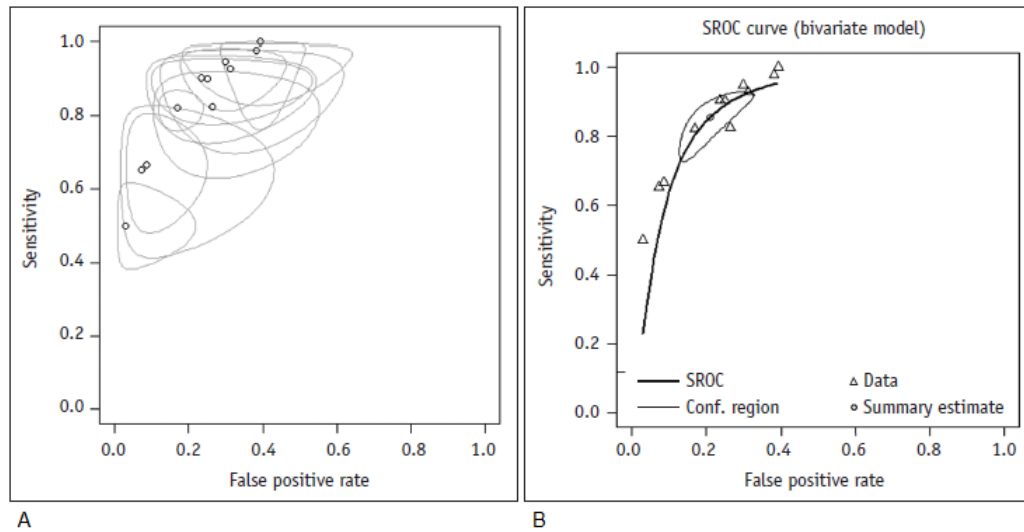 1.0
0.8
0.6
0.4
0.2
0.0
Sensitivity
0.0 0.2 0.4 0.6 0.8 1.0
False positive rate
A
SROC curve (bivariate model)
1.0
0.8
0.6
0.4
0.2
0.0
Sensitivity
SROC
Data
Conf. region
Summary estimate
0.0 0.2 0.4 0.6 0.8 1.0
False positive rate
B